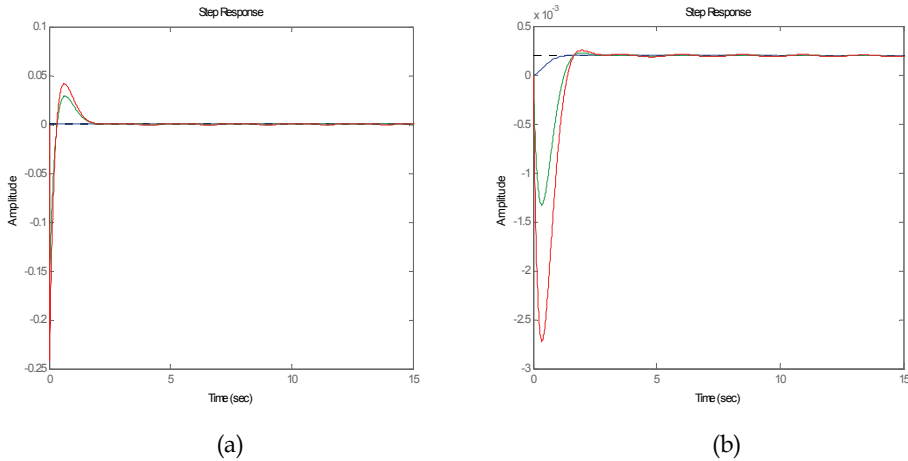 Step Response
0.1
0.05
0
-0.05
-0.1
-0.15
-0.2
-0.25
Amplitude
0
5
10
15
Time (sec)
(a)
x 10⁻³
Step Response
0.5
0
-0.5
-1
-1.5
-2
-2.5
-3
Amplitude
0
5
10
15
Time (sec)
(b)